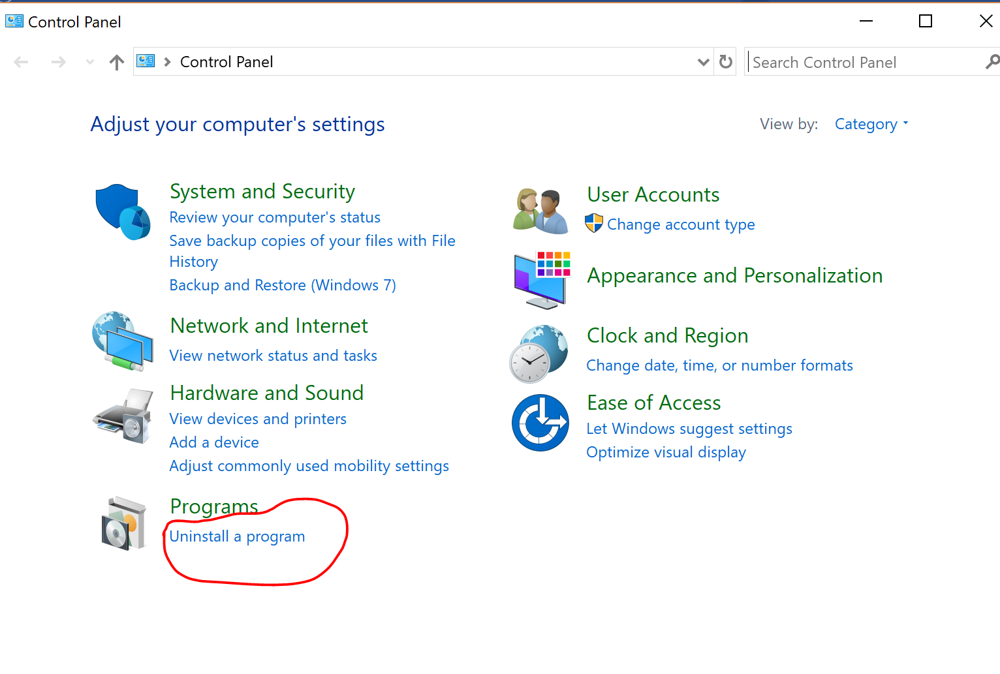 Control Panel
Control Panel
Search Control Panel
Adjust your computer's settings
View by: Category
System and Security
Review your computer's status
Save backup copies of your files with File
History
Backup and Restore (Windows 7)
Network and Internet
View network status and tasks
Hardware and Sound
View devices and printers
Add a device
Adjust commonly used mobility settings
Programs
Uninstall a program
User Accounts
Change account type
Appearance and Personalization
Clock and Region
Change date, time, or number formats
Ease of Access
Let Windows suggest settings
Optimize visual display